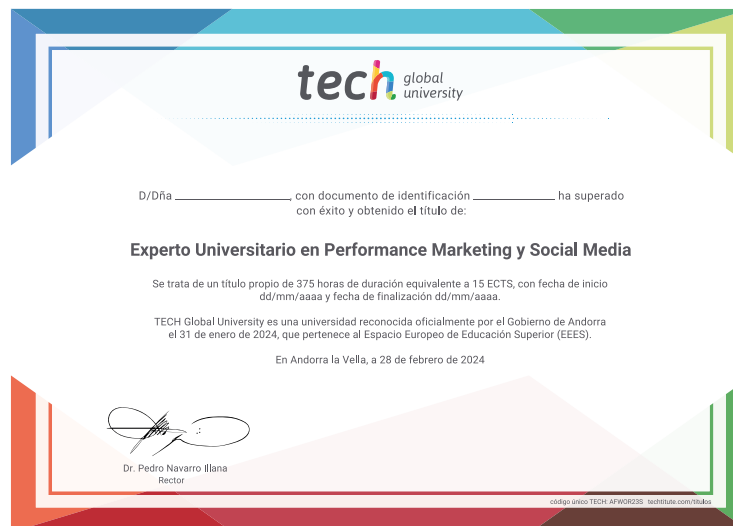 tech global
university
D/Dña ____________________, con documento de identificación ______________ ha superado
con éxito y obtenido el título de:
Experto Universitario en Performance Marketing y Social Media
Se trata de un título propio de 375 horas de duración equivalente a 15 ECTS, con fecha de inicio
dd/mm/aaaa y fecha de finalización dd/mm/aaaa.
TECH Global University es una universidad reconocida oficialmente por el Gobierno de Andorra
el 31 de enero de 2024, que pertenece al Espacio Europeo de Educación Superior (EEES).
En Andorra la Vella, a 28 de febrero de 2024
Dr. Pedro Navarro Illana
Rector
código único TECH: AFWOR23S techtitute.com/titulos